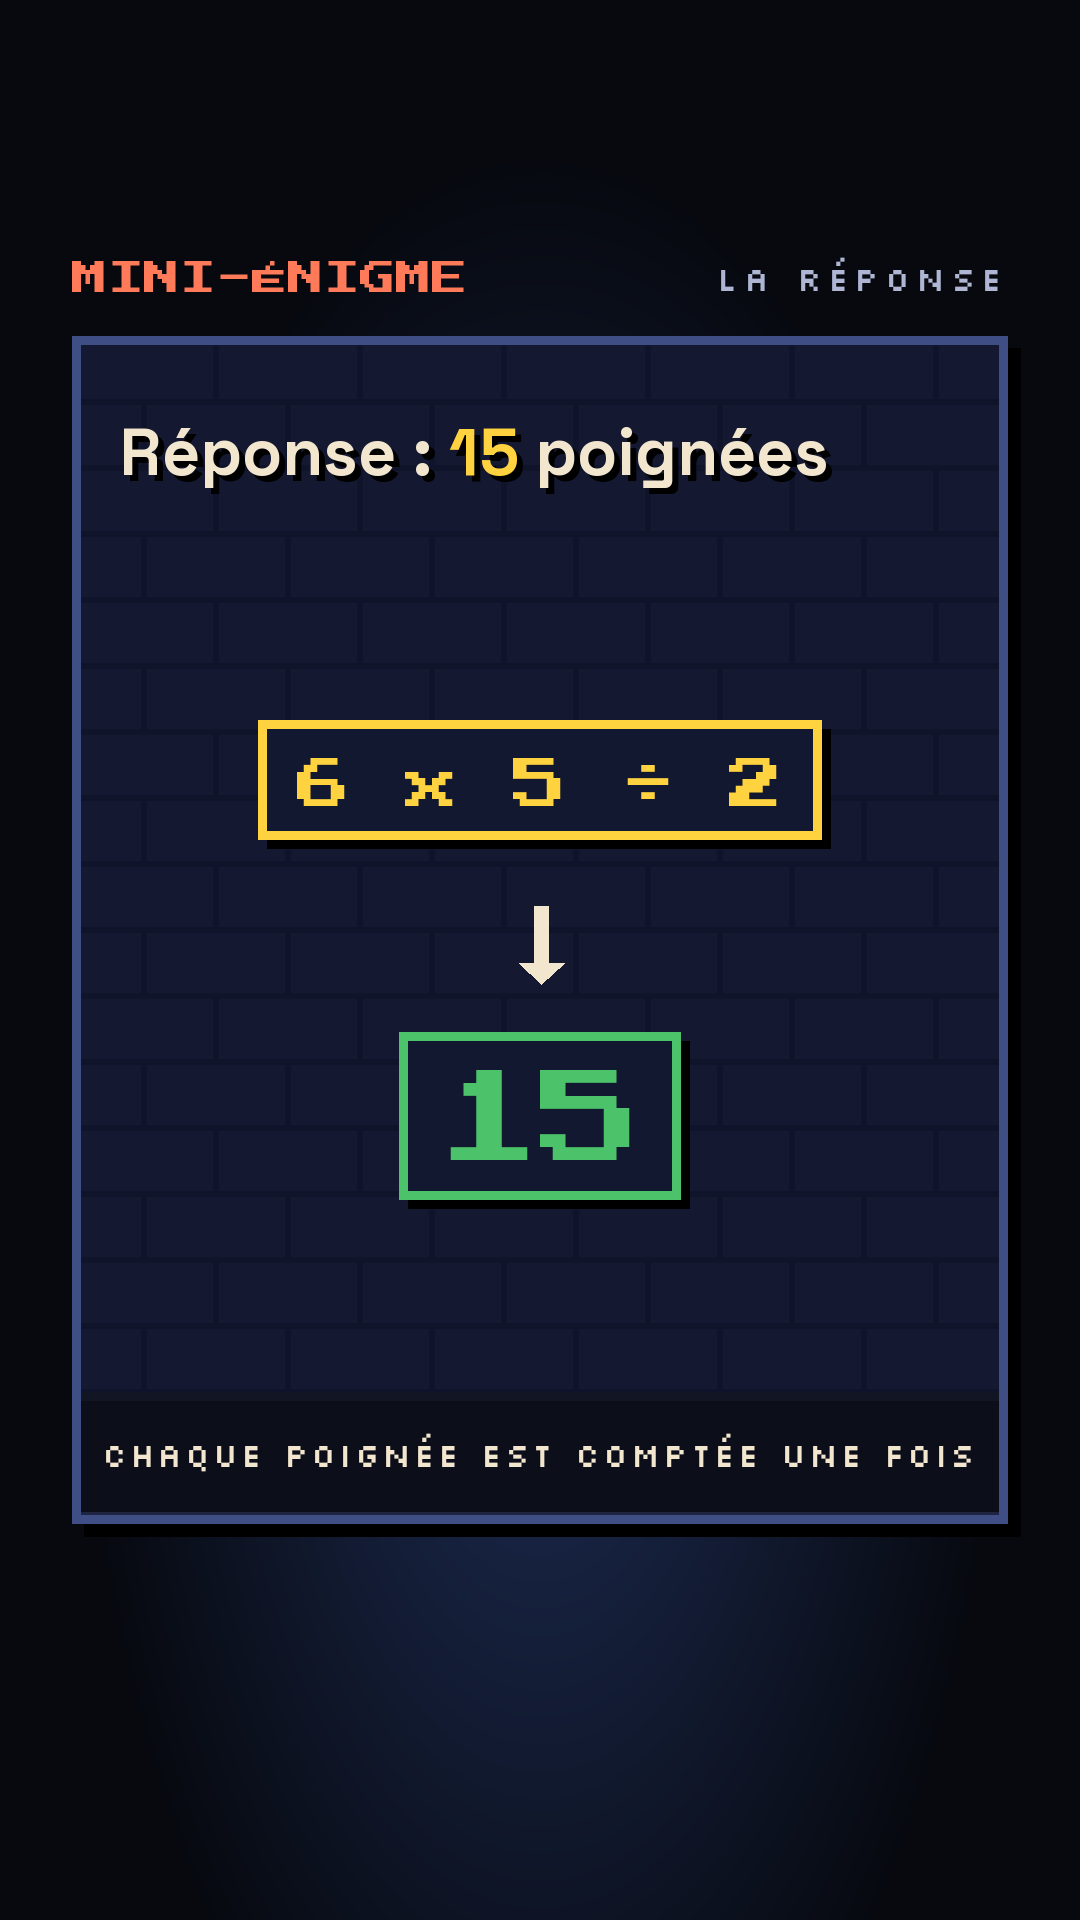 MINI-ÉNIGME
LA RÉPONSE
Réponse : 15 poignées
6 x 5 ÷ 2
15
CHAQUE POIGNÉE EST COMPTÉE UNE FOIS